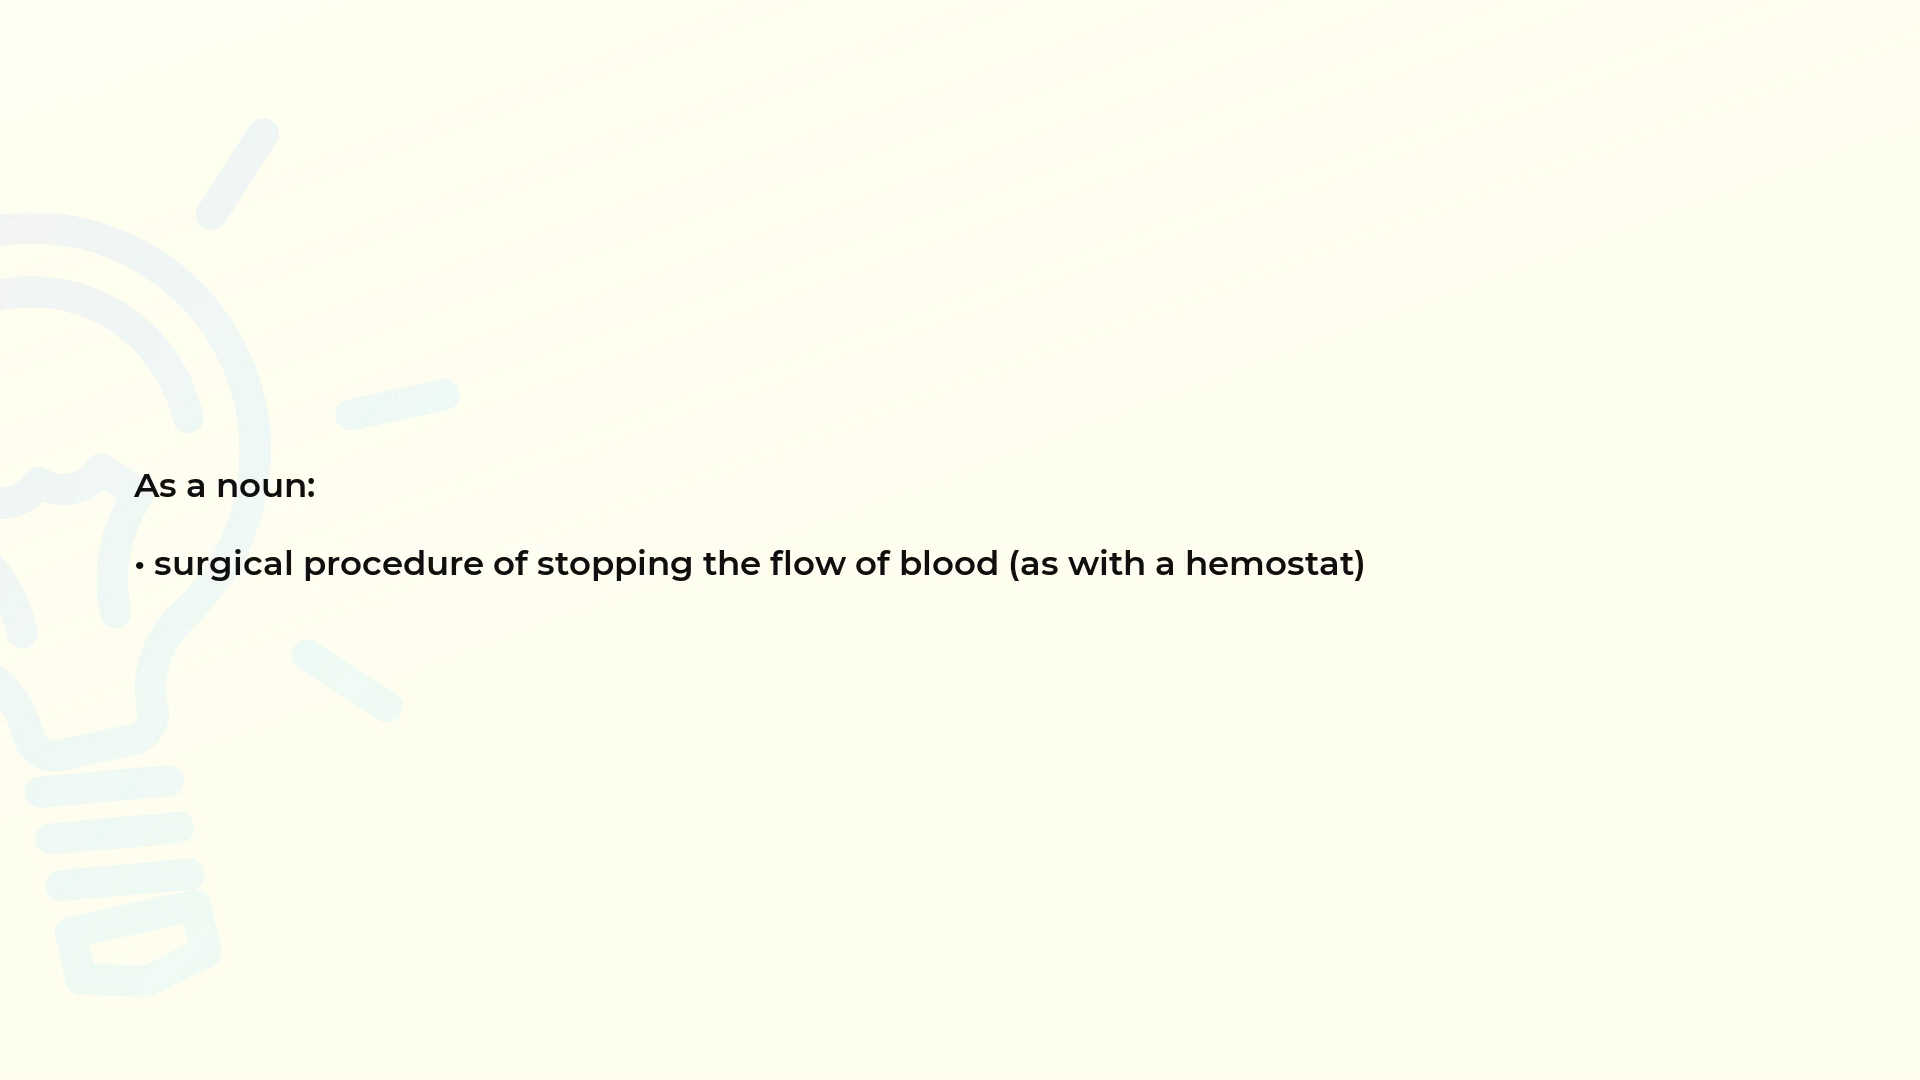 As a noun:
• surgical procedure of stopping the flow of blood (as with a hemostat)